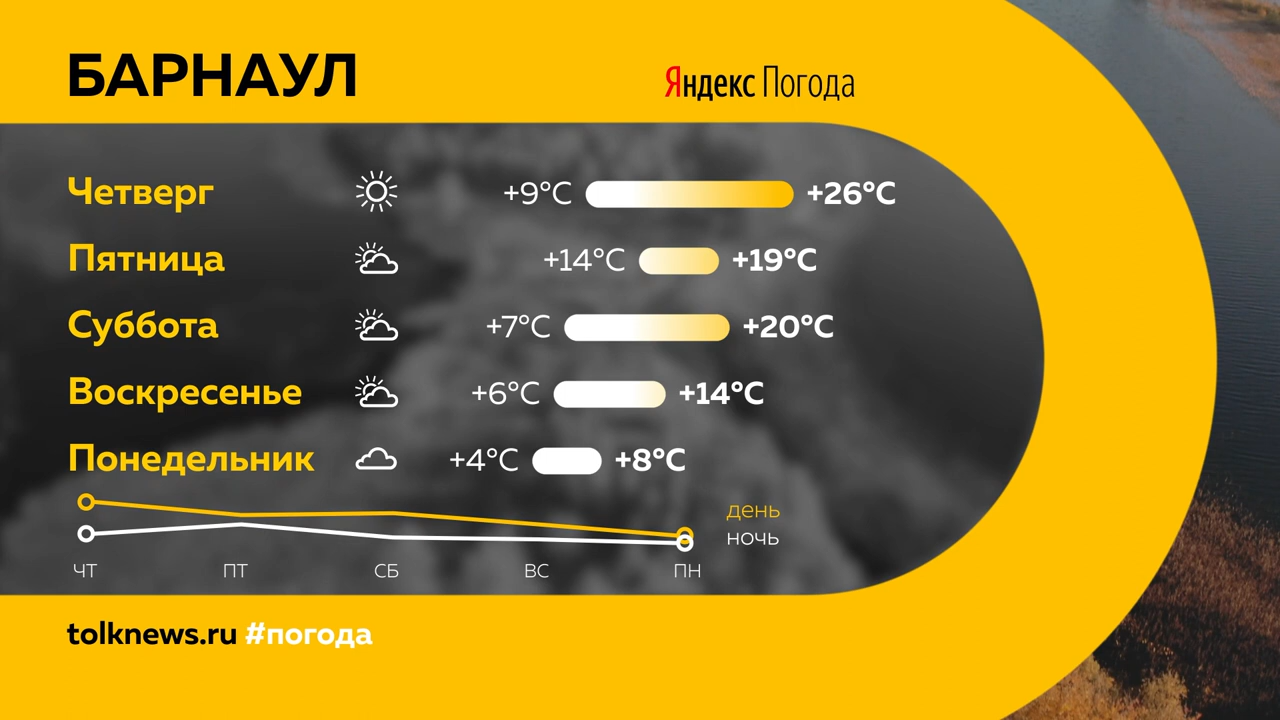 БАРНАУЛ
Яндекс Погода
Четверг +9°C +26°C
Пятница +14°C +19°C
Суббота +7°C +20°C
Воскресенье +6°C +14°C
Понедельник +4°C +8°C
день
ночь
ЧТ ПТ СБ ВС ПН
tolknews.ru #погода